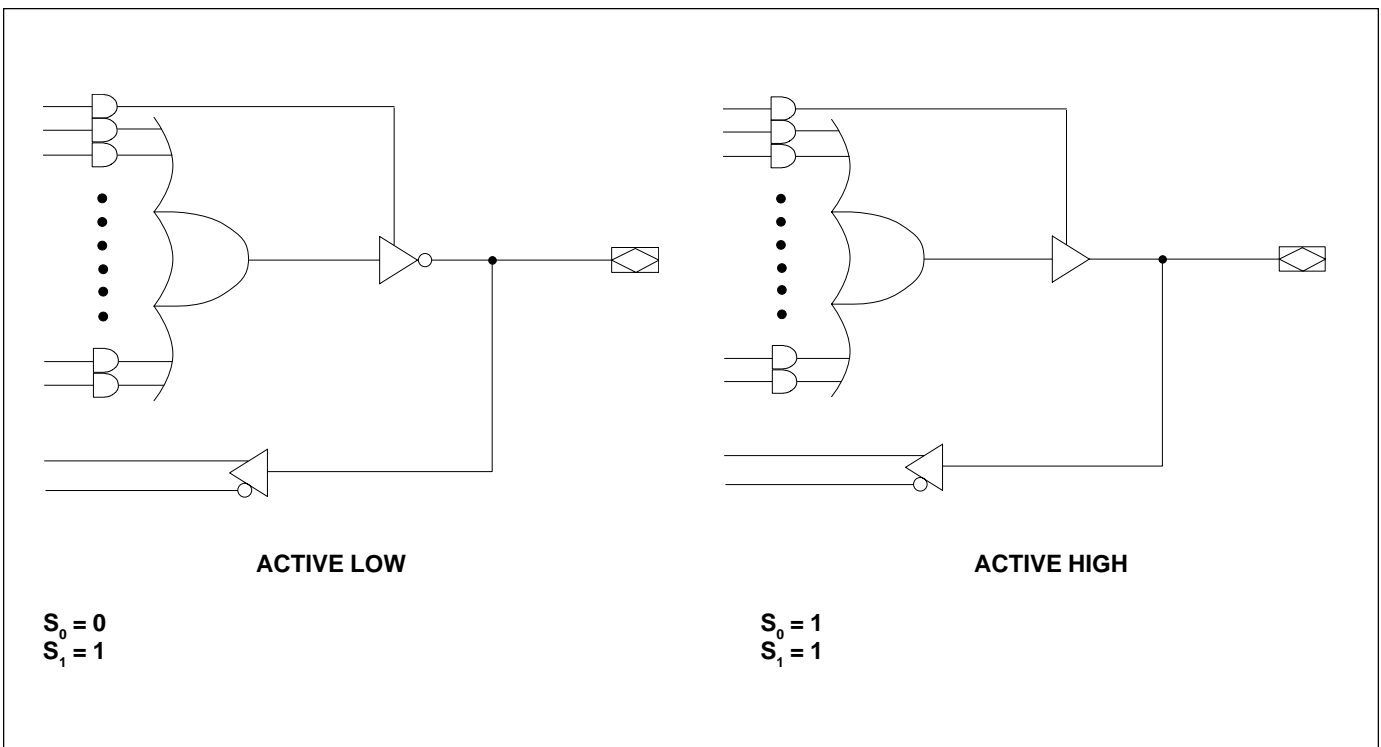 ACTIVE LOW
S₀ = 0
S₁ = 1
ACTIVE HIGH
S₀ = 1
S₁ = 1